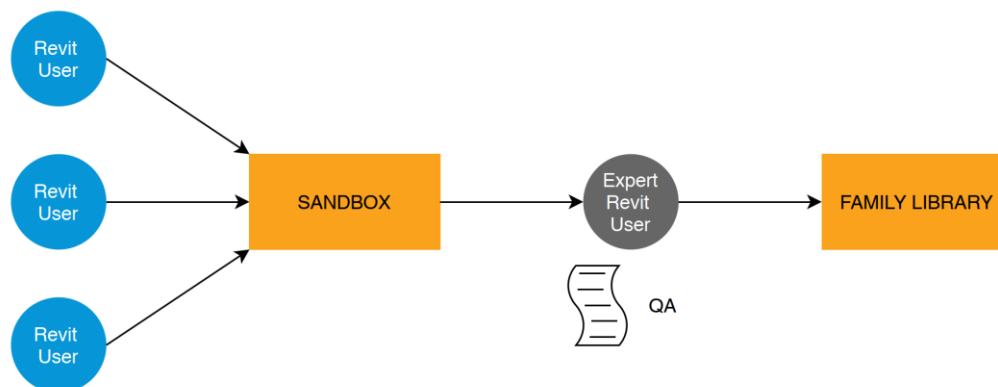 Revit
User
Revit
User
SANDBOX
Expert
Revit
User
FAMILY LIBRARY
QA
Revit
User